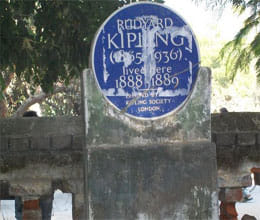 RUDYARD
KIPLING
(1865-1936)
lived here
1888-1889
KIPLING SOCIETY
LONDON